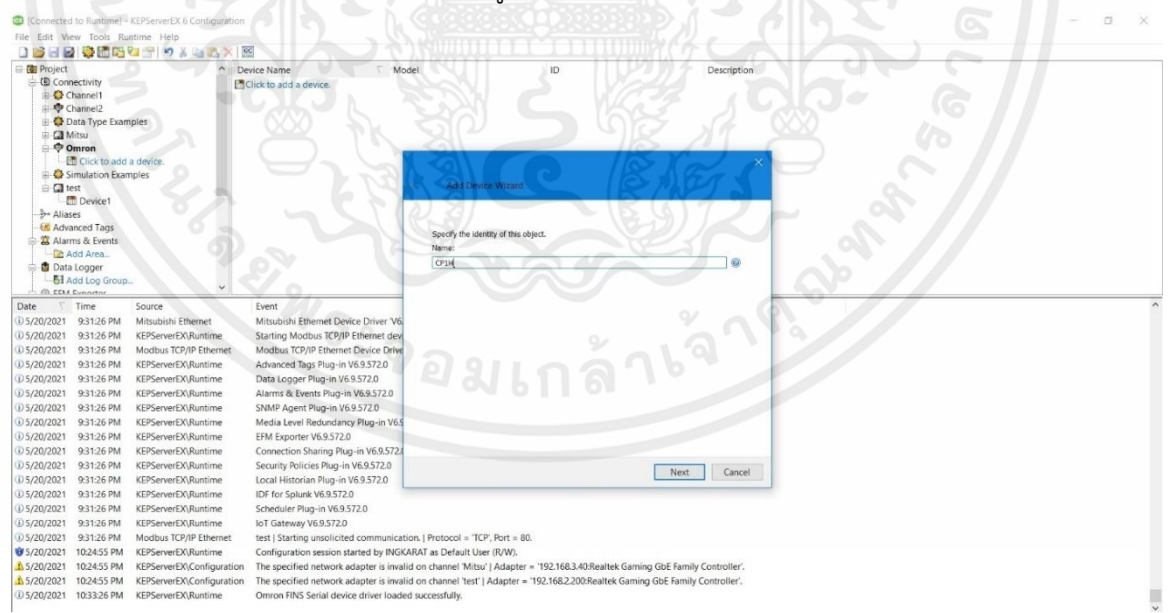 [Connected to Runtime] - KEPServerEX 6 Configuration
File Edit View Tools Runtime Help
Project
Connectivity
Channel1
Channel2
Data Type Examples
Mitsu
Omron
Click to add a device.
Simulation Examples
test
Device1
Aliases
Advanced Tags
Alarms & Events
Add Area...
Data Logger
Add Log Group...
EFM Exporter
Device Name Model ID Description
Click to add a device.
Add Device Wizard
Specify the identity of this object.
Name:
CP1H
Next Cancel
Date Time Source Event
5/20/2021 9:31:26 PM Mitsubishi Ethernet Mitsubishi Ethernet Device Driver 'V6.
5/20/2021 9:31:26 PM KEPServerEX\Runtime Starting Modbus TCP/IP Ethernet dev
5/20/2021 9:31:26 PM Modbus TCP/IP Ethernet Modbus TCP/IP Ethernet Device Drive
5/20/2021 9:31:26 PM KEPServerEX\Runtime Advanced Tags Plug-in V6.9.572.0
5/20/2021 9:31:26 PM KEPServerEX\Runtime Data Logger Plug-in V6.9.572.0
5/20/2021 9:31:26 PM KEPServerEX\Runtime Alarms & Events Plug-in V6.9.572.0
5/20/2021 9:31:26 PM KEPServerEX\Runtime SNMP Agent Plug-in V6.9.572.0
5/20/2021 9:31:26 PM KEPServerEX\Runtime Media Level Redundancy Plug-in V6.9
5/20/2021 9:31:26 PM KEPServerEX\Runtime EFM Exporter V6.9.572.0
5/20/2021 9:31:26 PM KEPServerEX\Runtime Connection Sharing Plug-in V6.9.572.
5/20/2021 9:31:26 PM KEPServerEX\Runtime Security Policies Plug-in V6.9.572.0
5/20/2021 9:31:26 PM KEPServerEX\Runtime Local Historian Plug-in V6.9.572.0
5/20/2021 9:31:26 PM KEPServerEX\Runtime IDF for Splunk V6.9.572.0
5/20/2021 9:31:26 PM KEPServerEX\Runtime Scheduler Plug-in V6.9.572.0
5/20/2021 9:31:26 PM KEPServerEX\Runtime IoT Gateway V6.9.572.0
5/20/2021 9:31:26 PM Modbus TCP/IP Ethernet test | Starting unsolicited communication. | Protocol = 'TCP', Port = 80.
5/20/2021 10:24:55 PM KEPServerEX\Runtime Configuration session started by INGKARAT as Default User (R/W).
5/20/2021 10:24:55 PM KEPServerEX\Configuration The specified network adapter is invalid on channel 'Mitsu' | Adapter = '192.168.3.40:Realtek Gaming GbE Family Controller'.
5/20/2021 10:24:55 PM KEPServerEX\Configuration The specified network adapter is invalid on channel 'test' | Adapter = '192.168.2.200:Realtek Gaming GbE Family Controller'.
5/20/2021 10:33:26 PM KEPServerEX\Runtime Omron FINS Serial device driver loaded successfully.